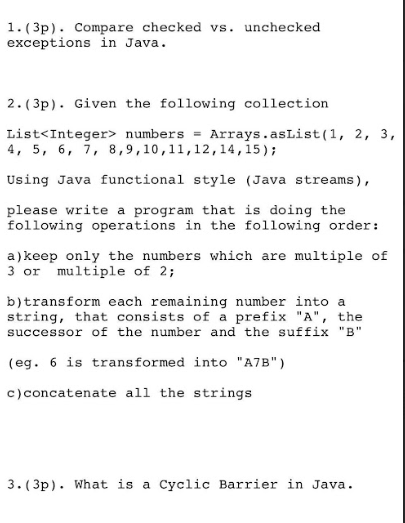 1.(3p). Compare checked vs. unchecked
exceptions in Java.
2.(3p). Given the following collection
List<Integer> numbers = Arrays.asList(1, 2, 3,
4, 5, 6, 7, 8,9,10,11,12,14,15);
Using Java functional style (Java streams),
please write a program that is doing the
following operations in the following order:
a)keep only the numbers which are multiple of
3 or multiple of 2;
b)transform each remaining number into a
string, that consists of a prefix "A", the
successor of the number and the suffix "B"
(eg. 6 is transformed into "A7B")
c)concatenate all the strings
3.(3p). What is a Cyclic Barrier in Java.